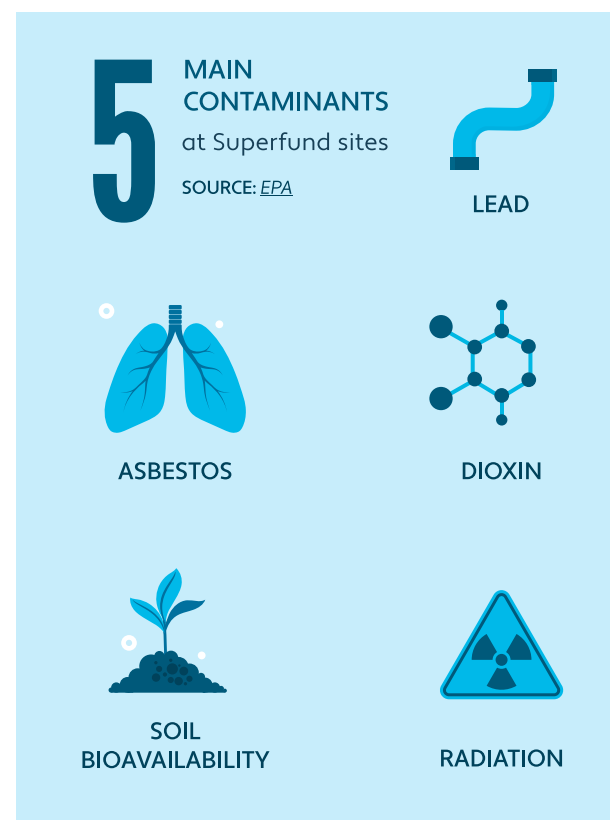 5
MAIN
CONTAMINANTS
at Superfund sites
SOURCE: EPA
LEAD
ASBESTOS
DIOXIN
SOIL
BIOAVAILABILITY
RADIATION